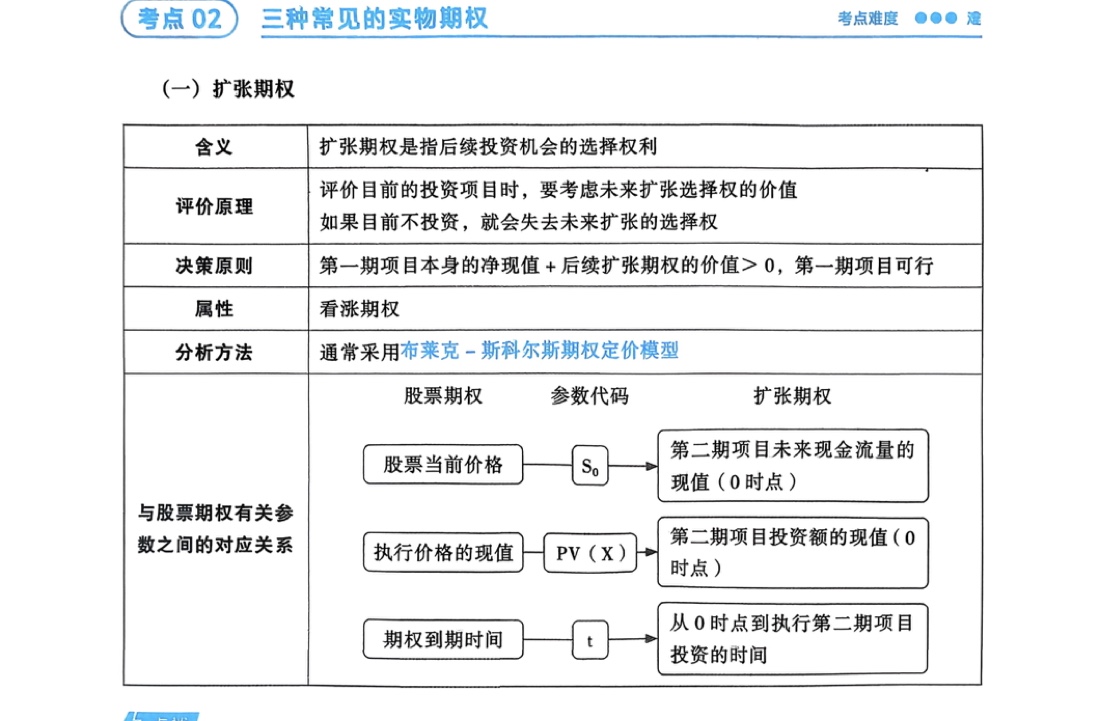 考点 02 三种常见的实物期权 考点难度
（一）扩张期权
含义 扩张期权是指后续投资机会的选择权利
评价原理 评价目前的投资项目时，要考虑未来扩张选择权的价值
如果目前不投资，就会失去未来扩张的选择权
决策原则 第一期项目本身的净现值 + 后续扩张期权的价值＞ 0，第一期项目可行
属性 看涨期权
分析方法 通常采用布莱克 – 斯科尔斯期权定价模型
与股票期权有关参
数之间的对应关系
股票期权 参数代码 扩张期权
股票当前价格 S₀ 第二期项目未来现金流量的
现值（0 时点）
执行价格的现值 PV（X） 第二期项目投资额的现值（0
时点）
期权到期时间 t 从 0 时点到执行第二期项目
投资的时间